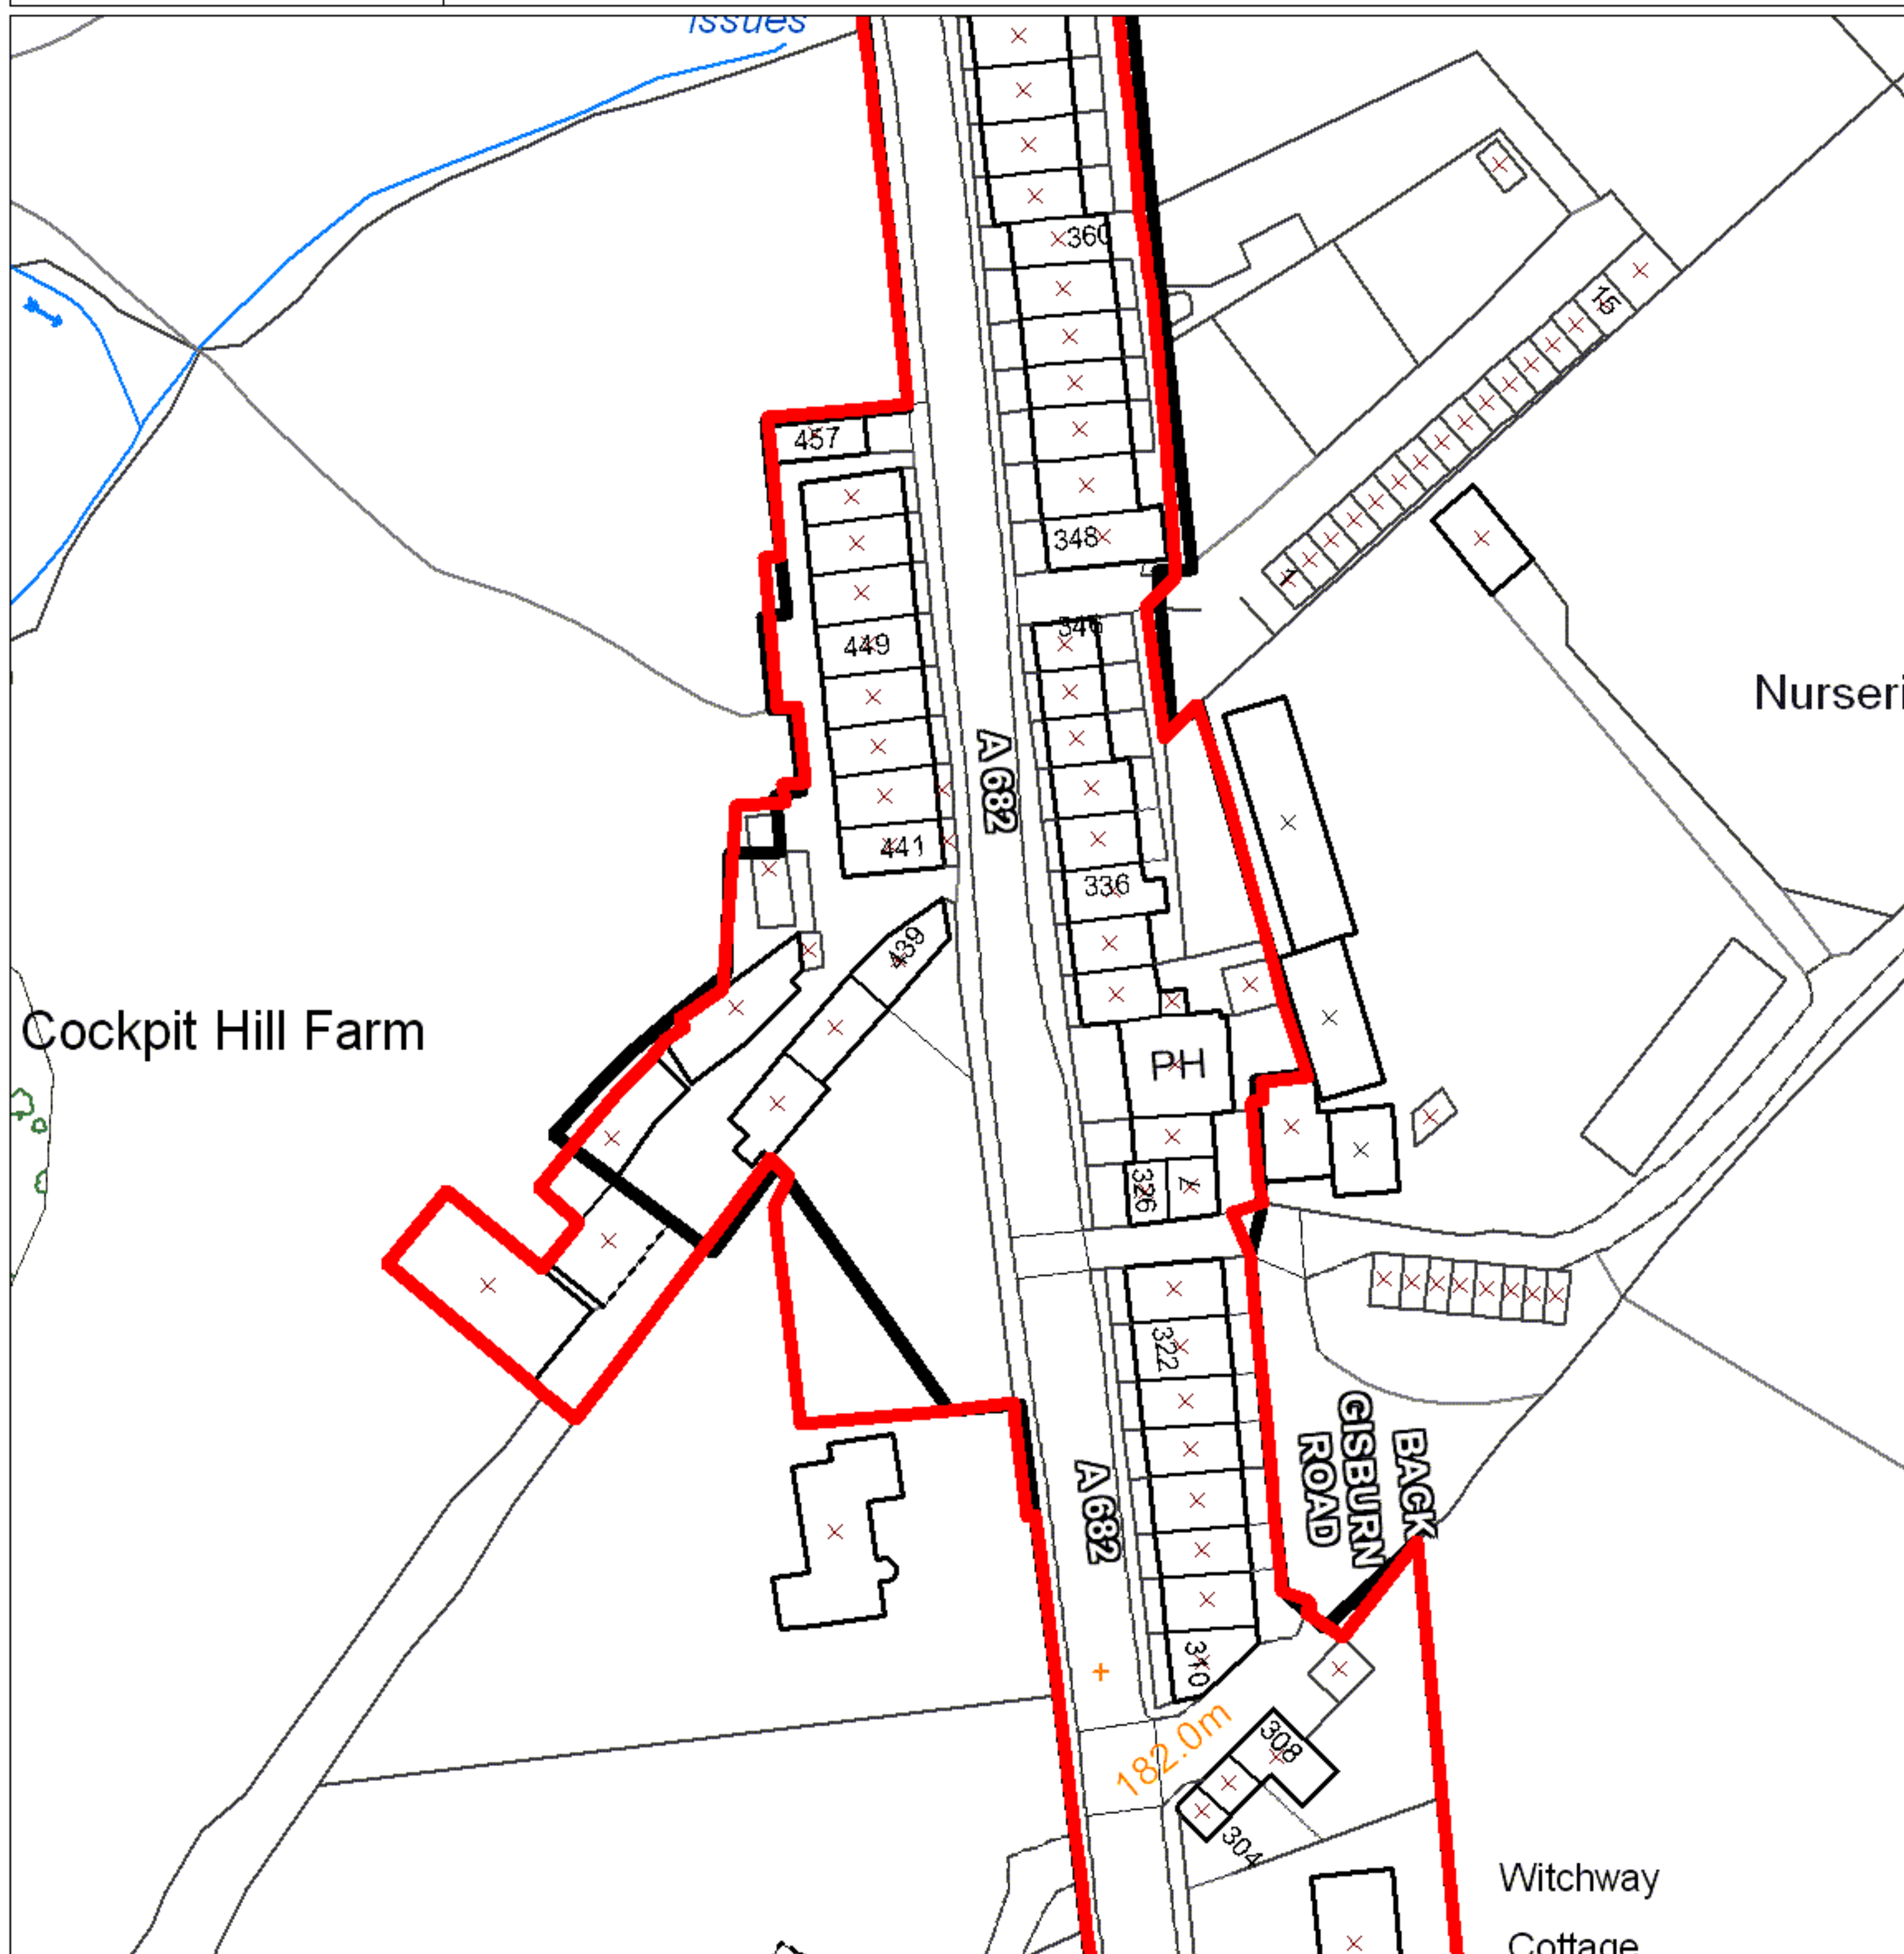 issues
360
15
457
348
1
346
449
Nurseri
A 682
441
336
439
Cockpit Hill Farm
PH
326
322
BACK
GISBURN
ROAD
A 682
310
182.0m
308
304
Witchway
Cottage